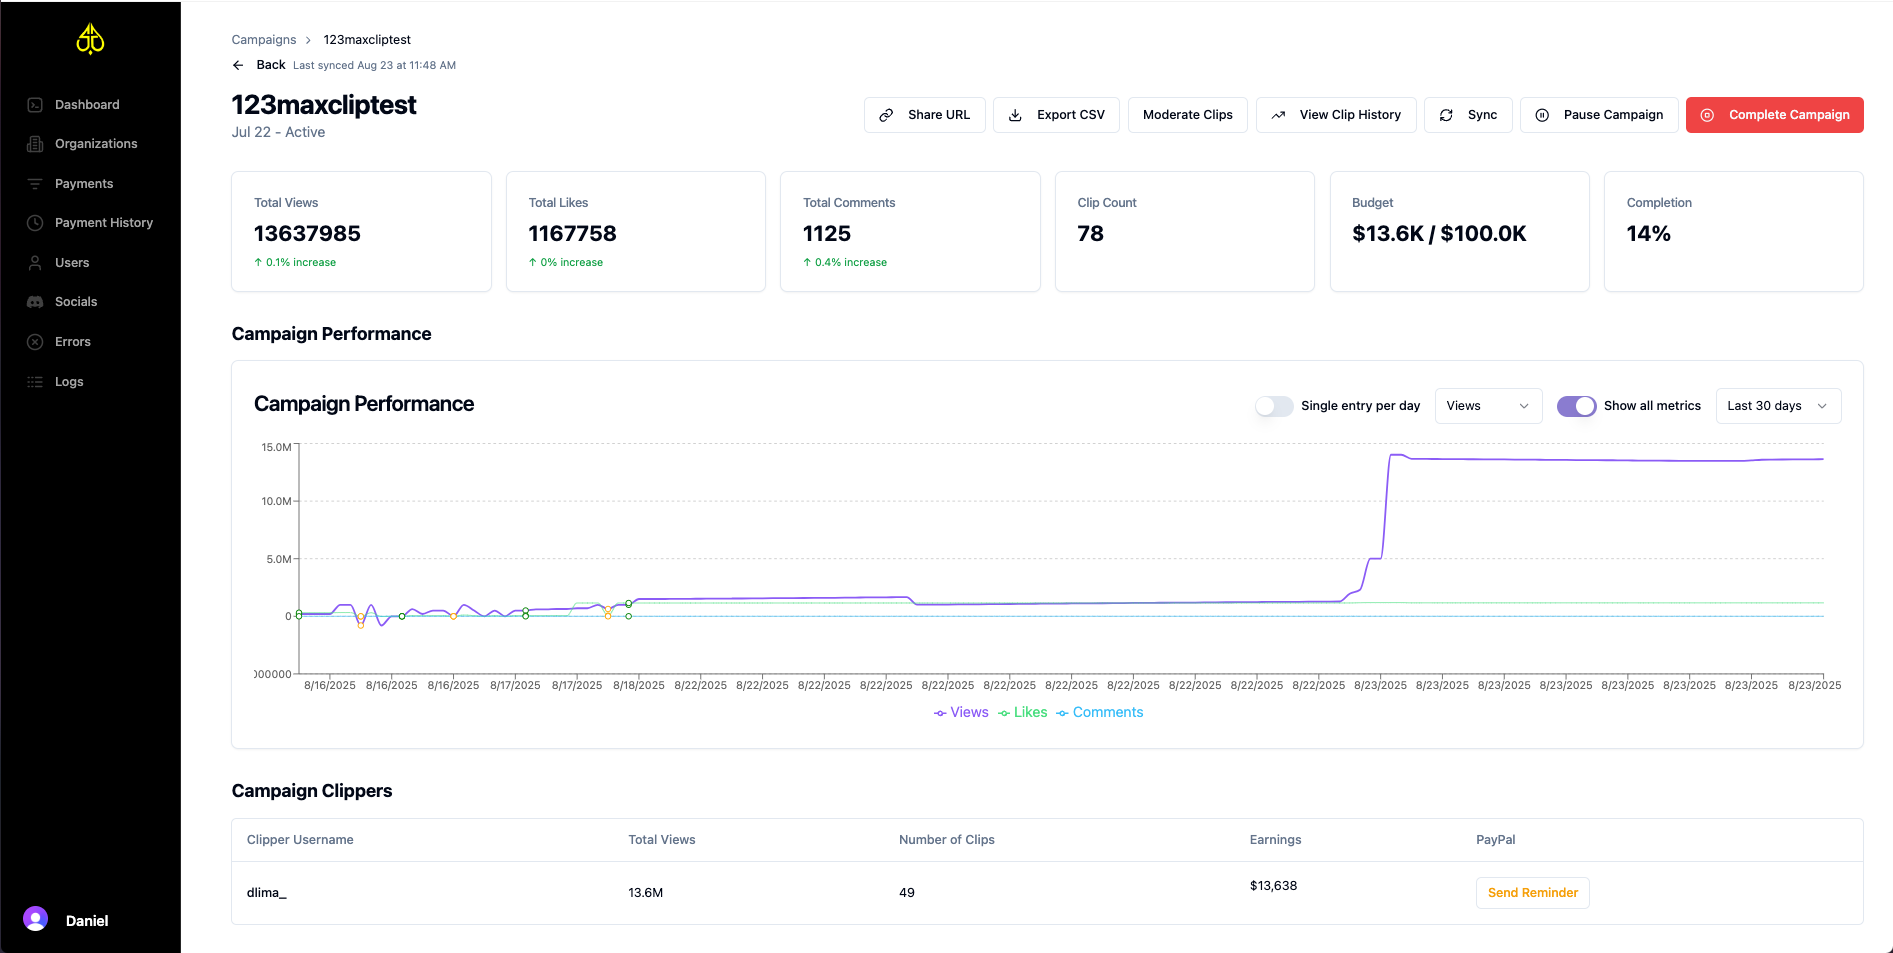 Campaigns > 123maxcliptest
Back Last synced Aug 23 at 11:48 AM
123maxcliptest
Jul 22 - Active
Share URL
Export CSV
Moderate Clips
View Clip History
Sync
Pause Campaign
Complete Campaign
Dashboard
Organizations
Payments
Payment History
Users
Socials
Errors
Logs
Daniel
Total Views
13637985
↑ 0.1% increase
Total Likes
1167758
↑ 0% increase
Total Comments
1125
↑ 0.4% increase
Clip Count
78
Budget
$13.6K / $100.0K
Completion
14%
Campaign Performance
Campaign Performance
Single entry per day
Views
Show all metrics
Last 30 days
15.0M
10.0M
5.0M
0
000000
8/16/2025 8/16/2025 8/16/2025 8/17/2025 8/17/2025 8/18/2025 8/22/2025 8/22/2025 8/22/2025 8/22/2025 8/22/2025 8/22/2025 8/22/2025 8/22/2025 8/22/2025 8/22/2025 8/22/2025 8/23/2025 8/23/2025 8/23/2025 8/23/2025 8/23/2025 8/23/2025 8/23/2025 8/23/2025
Views Likes Comments
Campaign Clippers
Clipper Username Total Views Number of Clips Earnings PayPal
dlima_ 13.6M 49 $13,638 Send Reminder